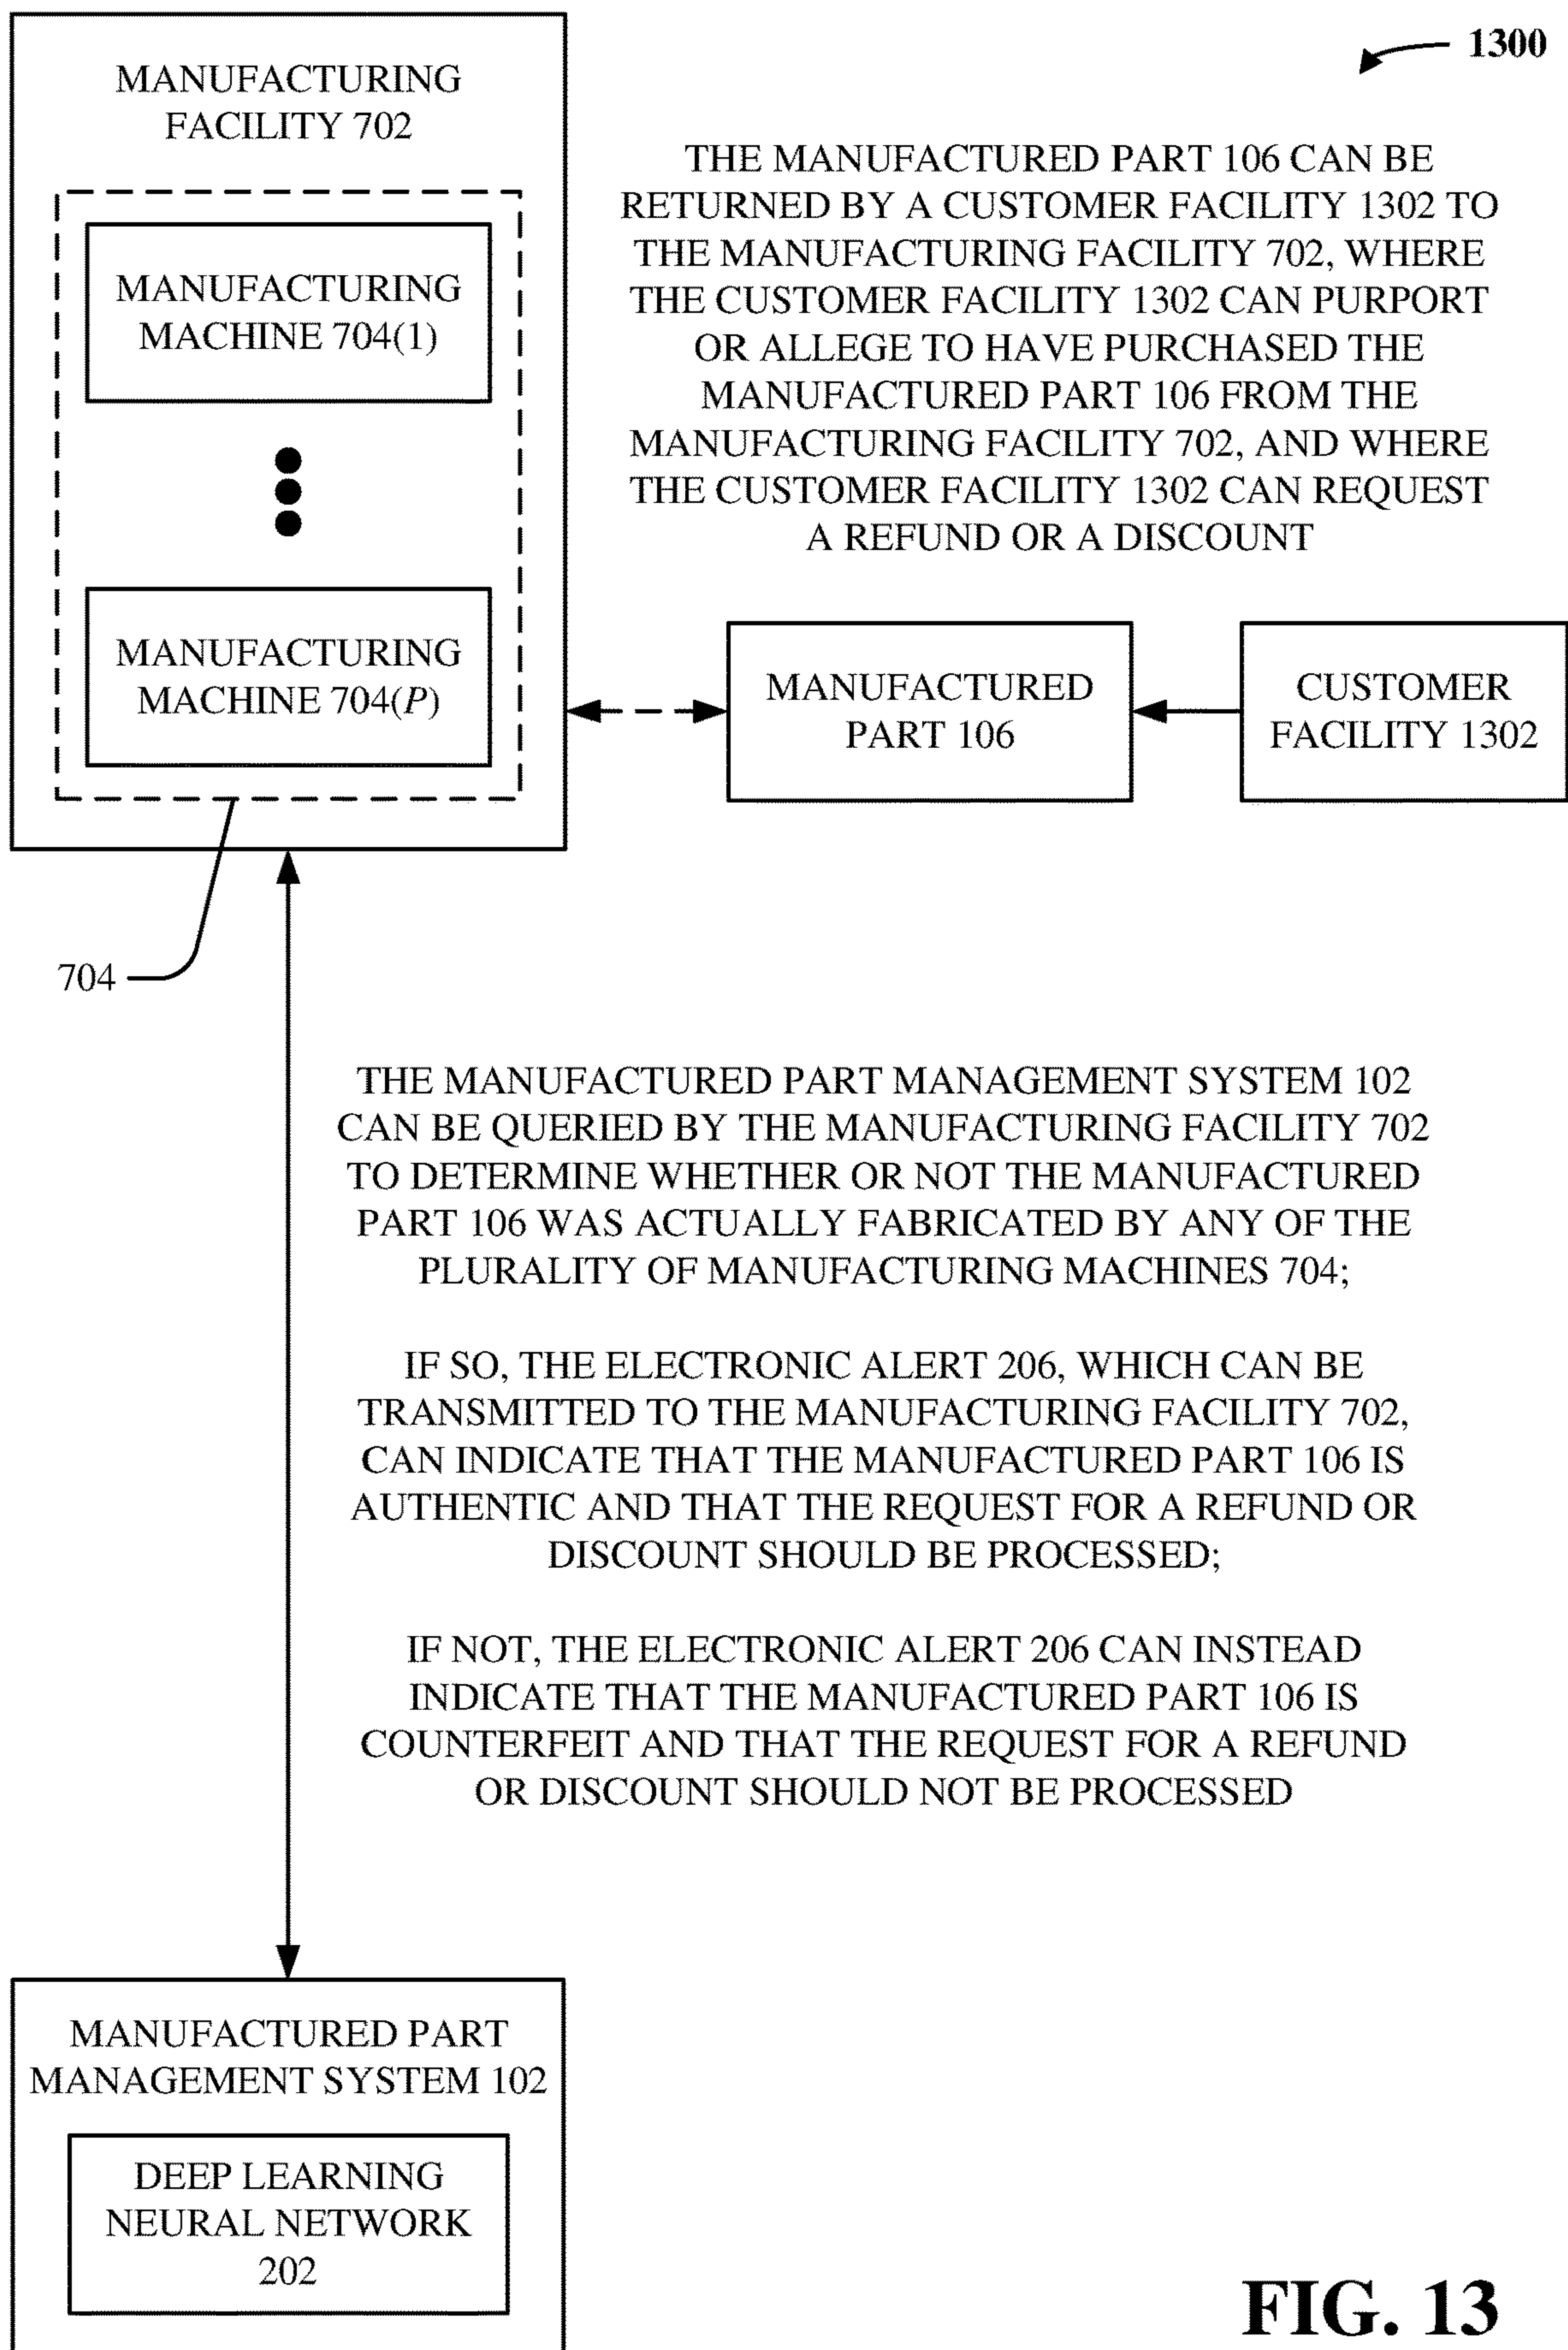 1300
MANUFACTURING
FACILITY 702
MANUFACTURING
MACHINE 704(1)
MANUFACTURING
MACHINE 704(P)
704
THE MANUFACTURED PART 106 CAN BE
RETURNED BY A CUSTOMER FACILITY 1302 TO
THE MANUFACTURING FACILITY 702, WHERE
THE CUSTOMER FACILITY 1302 CAN PURPORT
OR ALLEGE TO HAVE PURCHASED THE
MANUFACTURED PART 106 FROM THE
MANUFACTURING FACILITY 702, AND WHERE
THE CUSTOMER FACILITY 1302 CAN REQUEST
A REFUND OR A DISCOUNT
MANUFACTURED
PART 106
CUSTOMER
FACILITY 1302
THE MANUFACTURED PART MANAGEMENT SYSTEM 102
CAN BE QUERIED BY THE MANUFACTURING FACILITY 702
TO DETERMINE WHETHER OR NOT THE MANUFACTURED
PART 106 WAS ACTUALLY FABRICATED BY ANY OF THE
PLURALITY OF MANUFACTURING MACHINES 704;
IF SO, THE ELECTRONIC ALERT 206, WHICH CAN BE
TRANSMITTED TO THE MANUFACTURING FACILITY 702,
CAN INDICATE THAT THE MANUFACTURED PART 106 IS
AUTHENTIC AND THAT THE REQUEST FOR A REFUND OR
DISCOUNT SHOULD BE PROCESSED;
IF NOT, THE ELECTRONIC ALERT 206 CAN INSTEAD
INDICATE THAT THE MANUFACTURED PART 106 IS
COUNTERFEIT AND THAT THE REQUEST FOR A REFUND
OR DISCOUNT SHOULD NOT BE PROCESSED
MANUFACTURED PART
MANAGEMENT SYSTEM 102
DEEP LEARNING
NEURAL NETWORK
202
FIG. 13